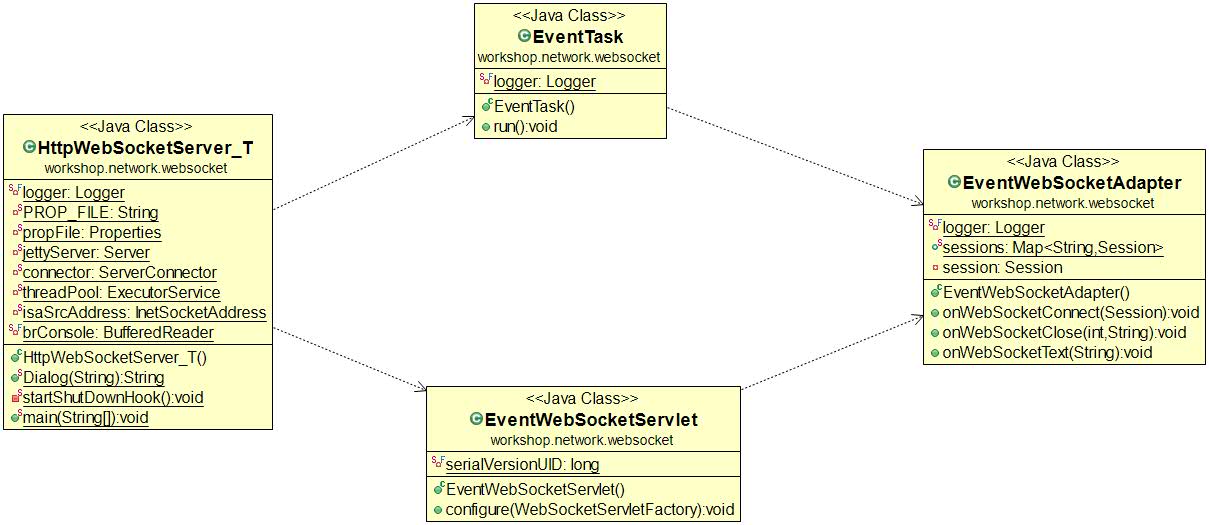 <<Java Class>>
EventTask
workshop.network.websocket
logger: Logger
EventTask()
run():void
<<Java Class>>
HttpWebSocketServer_T
workshop.network.websocket
logger: Logger
PROP_FILE: String
propFile: Properties
jettyServer: Server
connector: ServerConnector
threadPool: ExecutorService
isaSrcAddress: InetSocketAddress
brConsole: BufferedReader
HttpWebSocketServer_T()
Dialog(String):String
startShutDownHook():void
main(String[]):void
<<Java Class>>
EventWebSocketAdapter
workshop.network.websocket
logger: Logger
sessions: Map<String,Session>
session: Session
EventWebSocketAdapter()
onWebSocketConnect(Session):void
onWebSocketClose(int,String):void
onWebSocketText(String):void
<<Java Class>>
EventWebSocketServlet
workshop.network.websocket
serialVersionUID: long
EventWebSocketServlet()
configure(WebSocketServletFactory):void